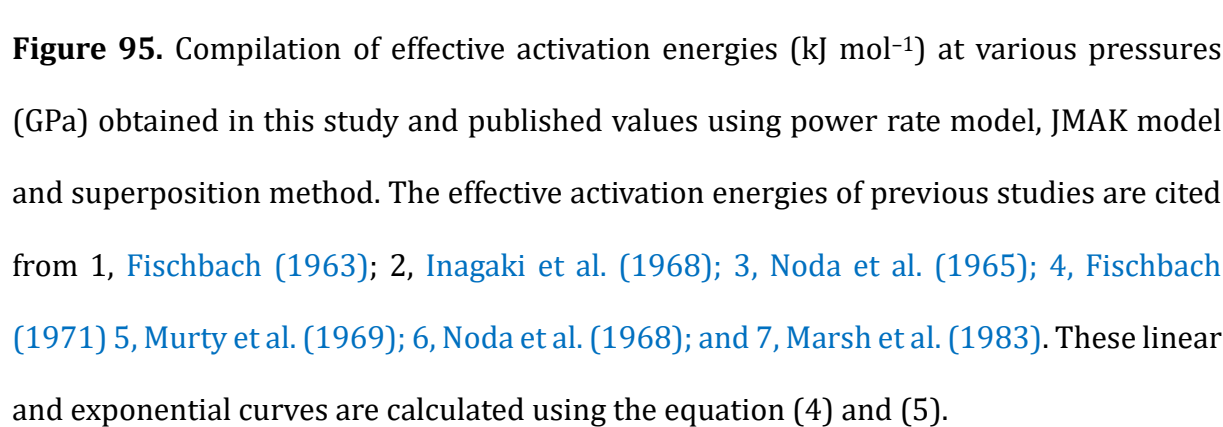 Figure 95. Compilation of effective activation energies (kJ mol⁻¹) at various pressures
(GPa) obtained in this study and published values using power rate model, JMAK model
and superposition method. The effective activation energies of previous studies are cited
from 1, Fischbach (1963); 2, Inagaki et al. (1968); 3, Noda et al. (1965); 4, Fischbach
(1971) 5, Murty et al. (1969); 6, Noda et al. (1968); and 7, Marsh et al. (1983). These linear
and exponential curves are calculated using the equation (4) and (5).